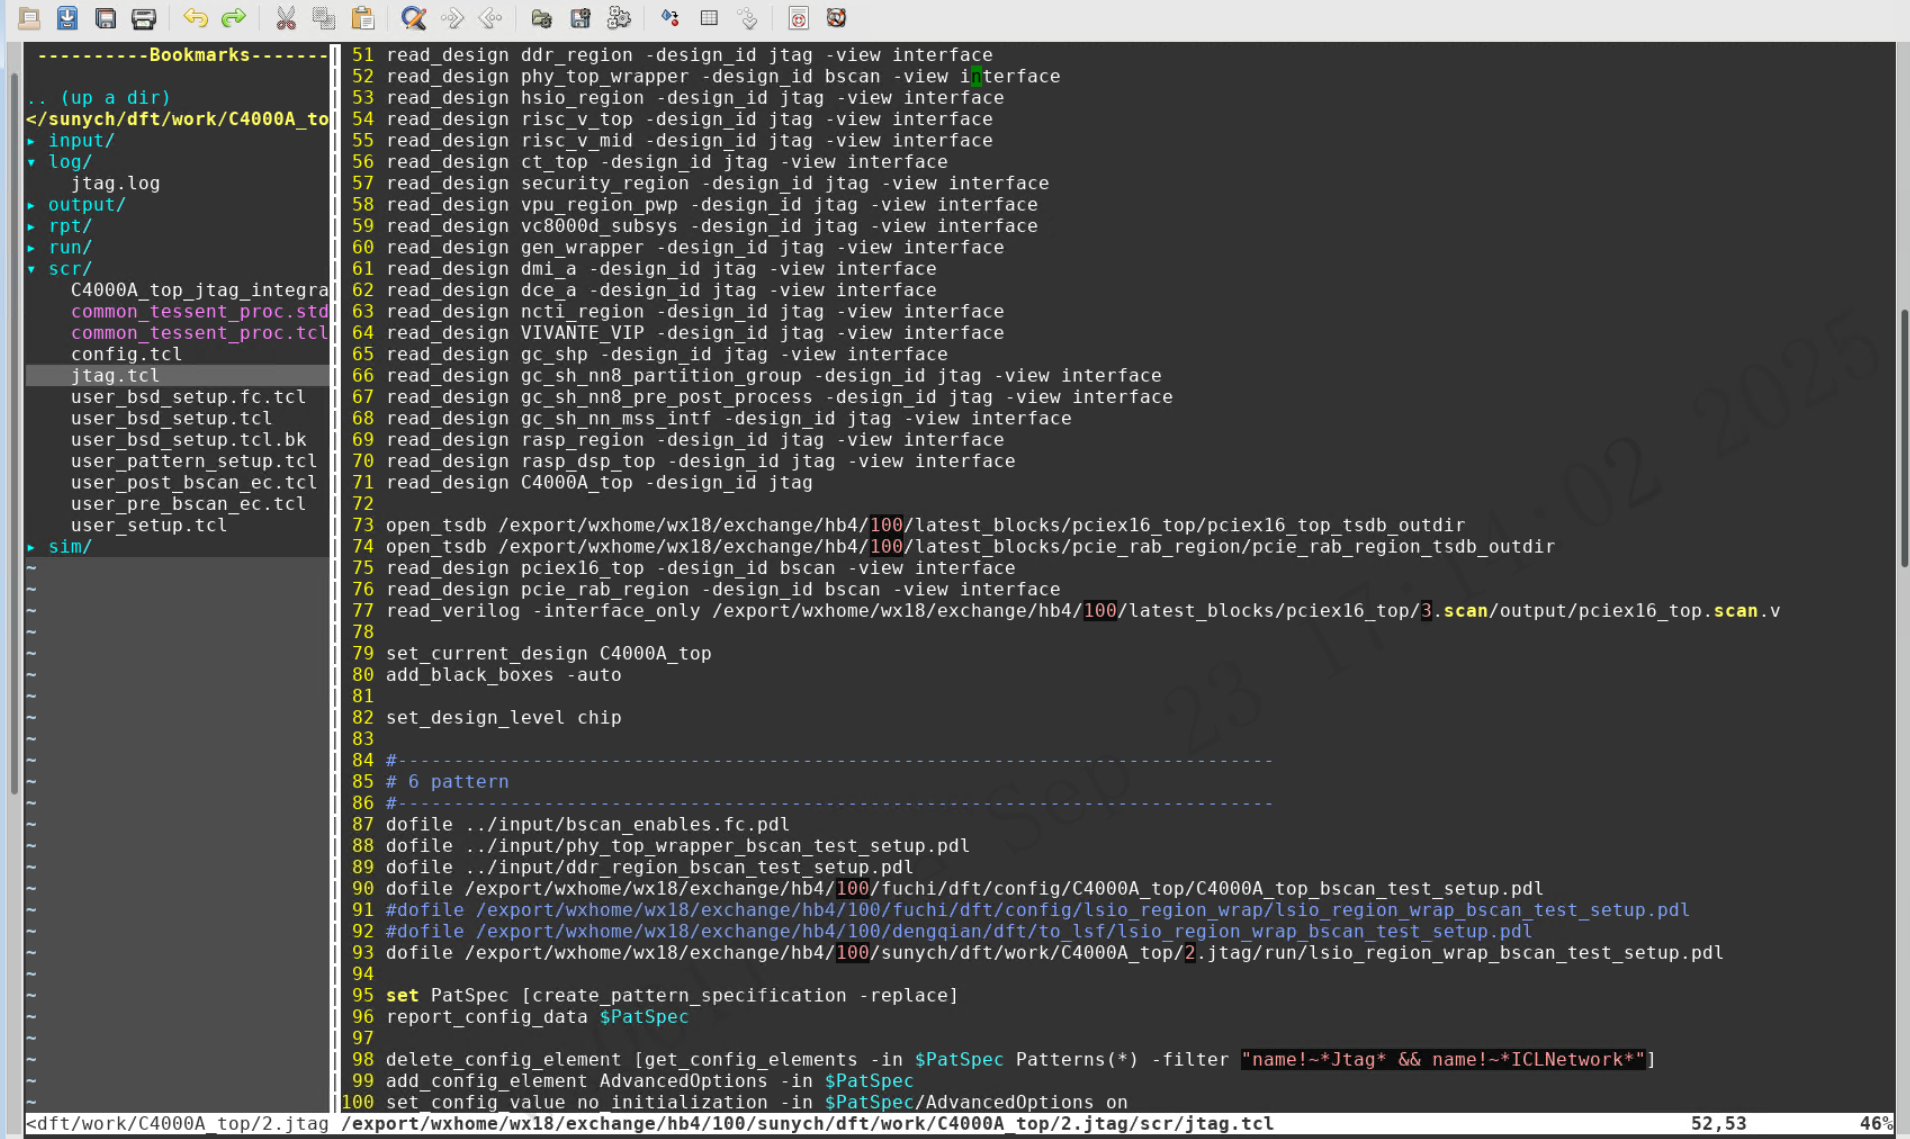 ----------Bookmarks-------
.. (up a dir)
</sunych/dft/work/C4000A_to
▸ input/
▾ log/
jtag.log
▸ output/
▸ rpt/
▸ run/
▾ scr/
C4000A_top_jtag_integra
common_tessent_proc.std
common_tessent_proc.tcl
config.tcl
jtag.tcl
user_bsd_setup.fc.tcl
user_bsd_setup.tcl
user_bsd_setup.tcl.bk
user_pattern_setup.tcl
user_post_bscan_ec.tcl
user_pre_bscan_ec.tcl
user_setup.tcl
▸ sim/
51 read_design ddr_region -design_id jtag -view interface
52 read_design phy_top_wrapper -design_id bscan -view interface
53 read_design hsio_region -design_id jtag -view interface
54 read_design risc_v_top -design_id jtag -view interface
55 read_design risc_v_mid -design_id jtag -view interface
56 read_design ct_top -design_id jtag -view interface
57 read_design security_region -design_id jtag -view interface
58 read_design vpu_region_pwp -design_id jtag -view interface
59 read_design vc8000d_subsys -design_id jtag -view interface
60 read_design gen_wrapper -design_id jtag -view interface
61 read_design dmi_a -design_id jtag -view interface
62 read_design dce_a -design_id jtag -view interface
63 read_design ncti_region -design_id jtag -view interface
64 read_design VIVANTE_VIP -design_id jtag -view interface
65 read_design gc_shp -design_id jtag -view interface
66 read_design gc_sh_nn8_partition_group -design_id jtag -view interface
67 read_design gc_sh_nn8_pre_post_process -design_id jtag -view interface
68 read_design gc_sh_nn_mss_intf -design_id jtag -view interface
69 read_design rasp_region -design_id jtag -view interface
70 read_design rasp_dsp_top -design_id jtag -view interface
71 read_design C4000A_top -design_id jtag
72
73 open_tsdb /export/wxhome/wx18/exchange/hb4/100/latest_blocks/pciex16_top/pciex16_top_tsdb_outdir
74 open_tsdb /export/wxhome/wx18/exchange/hb4/100/latest_blocks/pcie_rab_region/pcie_rab_region_tsdb_outdir
75 read_design pciex16_top -design_id bscan -view interface
76 read_design pcie_rab_region -design_id bscan -view interface
77 read_verilog -interface_only /export/wxhome/wx18/exchange/hb4/100/latest_blocks/pciex16_top/3.scan/output/pciex16_top.scan.v
78
79 set_current_design C4000A_top
80 add_black_boxes -auto
81
82 set_design_level chip
83
84 #------------------------------------------------------------------------------
85 # 6 pattern
86 #------------------------------------------------------------------------------
87 dofile ../input/bscan_enables.fc.pdl
88 dofile ../input/phy_top_wrapper_bscan_test_setup.pdl
89 dofile ../input/ddr_region_bscan_test_setup.pdl
90 dofile /export/wxhome/wx18/exchange/hb4/100/fuchi/dft/config/C4000A_top/C4000A_top_bscan_test_setup.pdl
91 #dofile /export/wxhome/wx18/exchange/hb4/100/fuchi/dft/config/lsio_region_wrap/lsio_region_wrap_bscan_test_setup.pdl
92 #dofile /export/wxhome/wx18/exchange/hb4/100/dengqian/dft/to_lsf/lsio_region_wrap_bscan_test_setup.pdl
93 dofile /export/wxhome/wx18/exchange/hb4/100/sunych/dft/work/C4000A_top/2.jtag/run/lsio_region_wrap_bscan_test_setup.pdl
94
95 set PatSpec [create_pattern_specification -replace]
96 report_config_data $PatSpec
97
98 delete_config_element [get_config_elements -in $PatSpec Patterns(*) -filter "name!~*Jtag* && name!~*ICLNetwork*"]
99 add_config_element AdvancedOptions -in $PatSpec
100 set_config_value no_initialization -in $PatSpec/AdvancedOptions on
<dft/work/C4000A_top/2.jtag /export/wxhome/wx18/exchange/hb4/100/sunych/dft/work/C4000A_top/2.jtag/scr/jtag.tcl 52,53 46%
Sep 23 17:14:02 2025